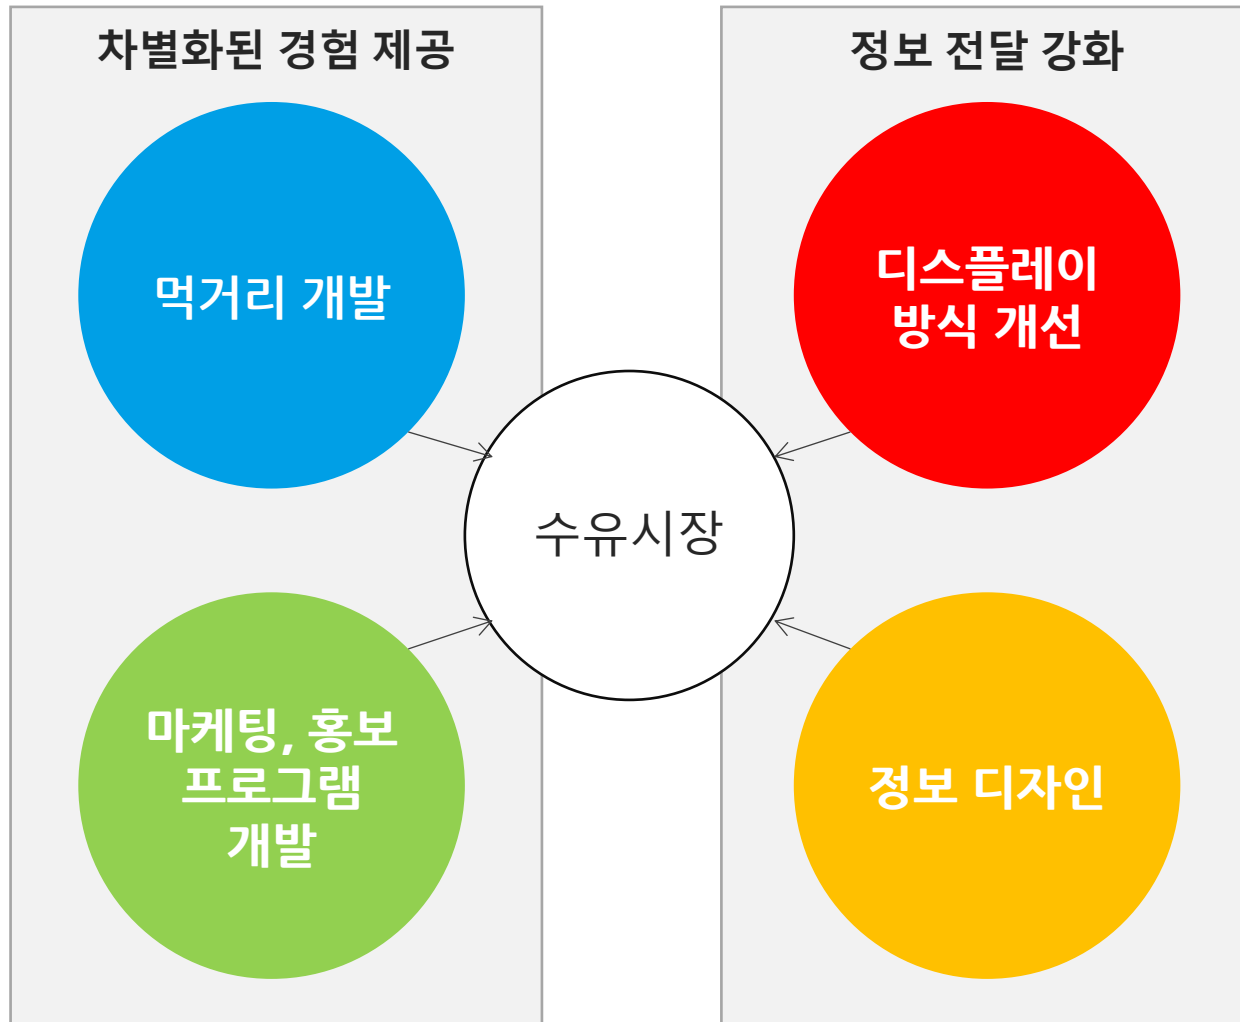 차별화된 경험 제공
먹거리 개발
마케팅, 홍보
프로그램
개발
수유시장
정보 전달 강화
디스플레이
방식 개선
정보 디자인